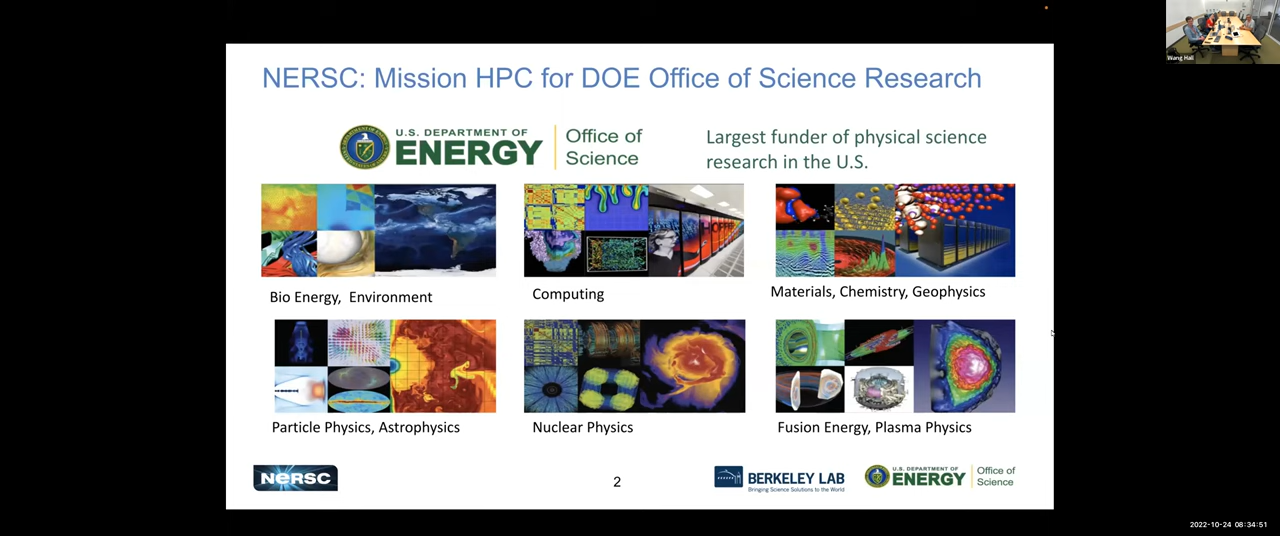 Wang Hall
NERSC: Mission HPC for DOE Office of Science Research
U.S. DEPARTMENT OF
ENERGY
Office of
Science
Largest funder of physical science
research in the U.S.
Bio Energy, Environment
Computing
Materials, Chemistry, Geophysics
Particle Physics, Astrophysics
Nuclear Physics
Fusion Energy, Plasma Physics
NERSC
2
BERKELEY LAB
Bringing Science Solutions to the World
U.S. DEPARTMENT OF
ENERGY
Office of
Science
2022-10-24 08:34:51